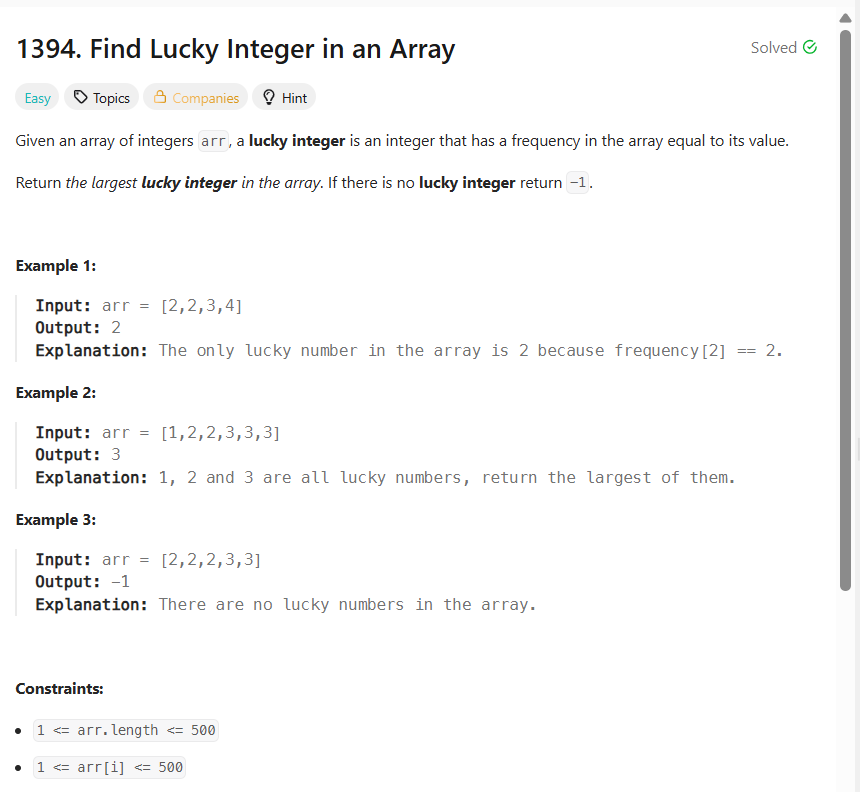 1394. Find Lucky Integer in an Array
Solved
Easy
Topics
Companies
Hint
Given an array of integers arr, a lucky integer is an integer that has a frequency in the array equal to its value.
Return the largest lucky integer in the array. If there is no lucky integer return -1.
Example 1:
Input: arr = [2,2,3,4]
Output: 2
Explanation: The only lucky number in the array is 2 because frequency[2] == 2.
Example 2:
Input: arr = [1,2,2,3,3,3]
Output: 3
Explanation: 1, 2 and 3 are all lucky numbers, return the largest of them.
Example 3:
Input: arr = [2,2,2,3,3]
Output: -1
Explanation: There are no lucky numbers in the array.
Constraints:
• 1 <= arr.length <= 500
• 1 <= arr[i] <= 500